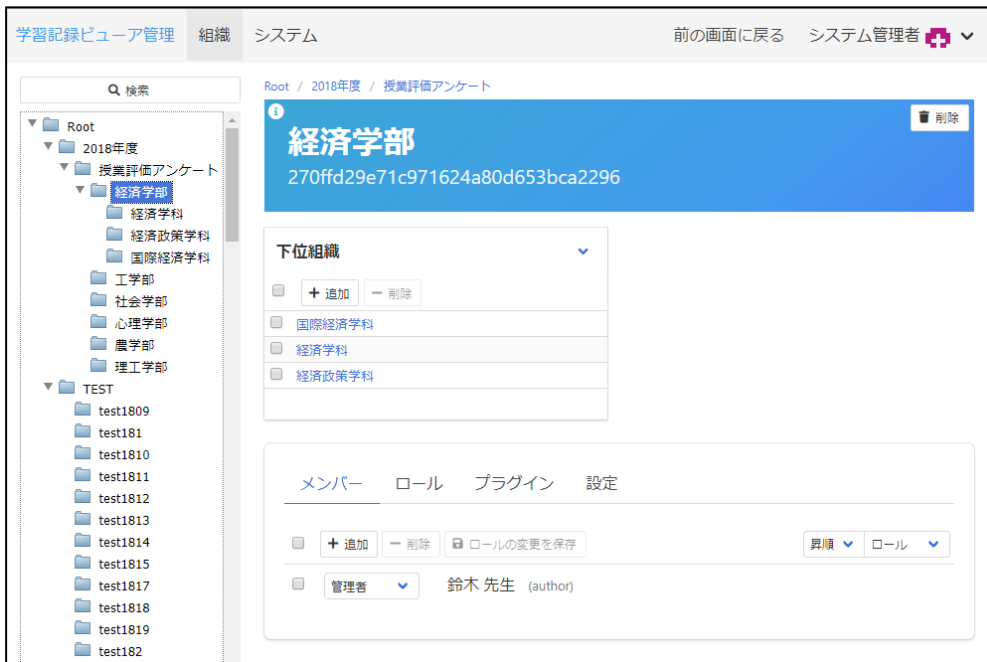 学習記録ビューア管理 組織 システム 前の画面に戻る システム管理者
検索
Root
2018年度
授業評価アンケート
経済学部
経済学科
経済政策学科
国際経済学科
工学部
社会学部
心理学部
農学部
理工学部
TEST
test1809
test181
test1810
test1811
test1812
test1813
test1814
test1815
test1817
test1818
test1819
test182
Root / 2018年度 / 授業評価アンケート
削除
経済学部
270ffd29e71c971624a80d653bca2296
下位組織
+ 追加 − 削除
国際経済学科
経済学科
経済政策学科
メンバー ロール プラグイン 設定
+ 追加 − 削除 ロールの変更を保存 昇順 ロール
管理者 鈴木 先生 (author)